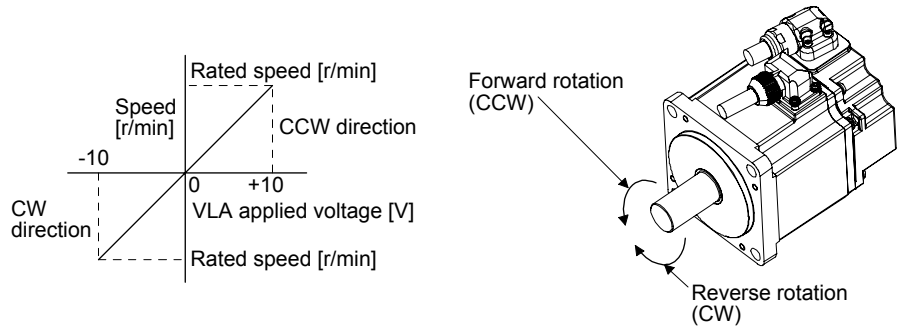 Rated speed [r/min]
Speed
[r/min]
CCW direction
-10
0
+10
CW
direction
VLA applied voltage [V]
Rated speed [r/min]
Forward rotation
(CCW)
Reverse rotation
(CW)